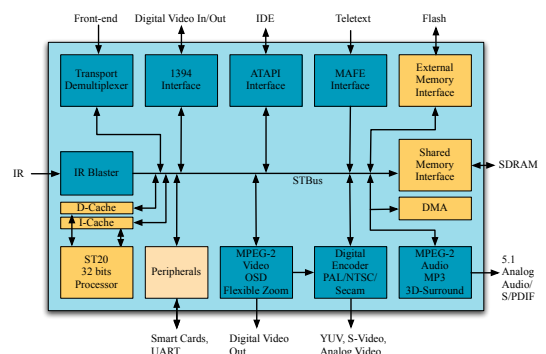 Front-end
Digital Video In/Out
IDE
Teletext
Flash
Transport
Demultiplexer
1394
Interface
ATAPI
Interface
MAFE
Interface
External
Memory
Interface
IR
IR Blaster
STBus
Shared
Memory
Interface
SDRAM
D-Cache
I-Cache
DMA
ST20
32 bits
Processor
Peripherals
MPEG-2
Video
OSD
Flexible Zoom
Digital
Encoder
PAL/NTSC/
Secam
MPEG-2
Audio
MP3
3D-Surround
5.1
Analog
Audio/
S/PDIF
Smart Cards,
UART
Digital Video
Out
YUV, S-Video,
Analog Video